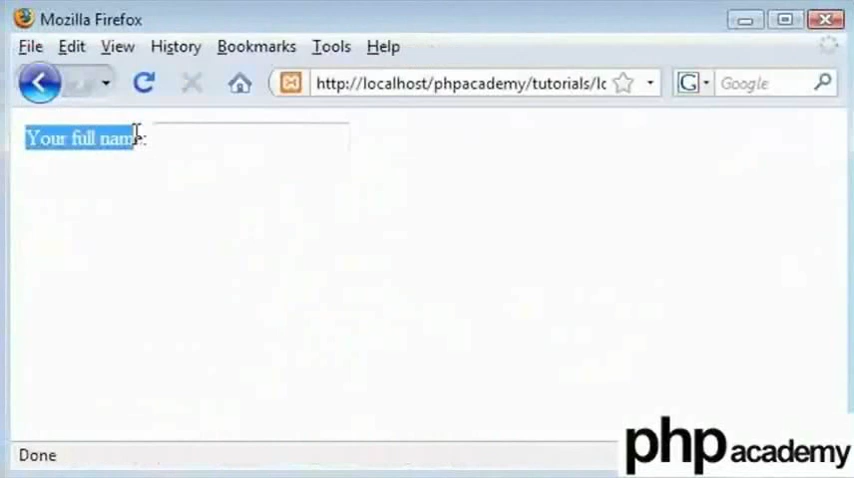 Mozilla Firefox
File Edit View History Bookmarks Tools Help
http://localhost/phpacademy/tutorials/lo
G Google
Your full name:
Done
php academy